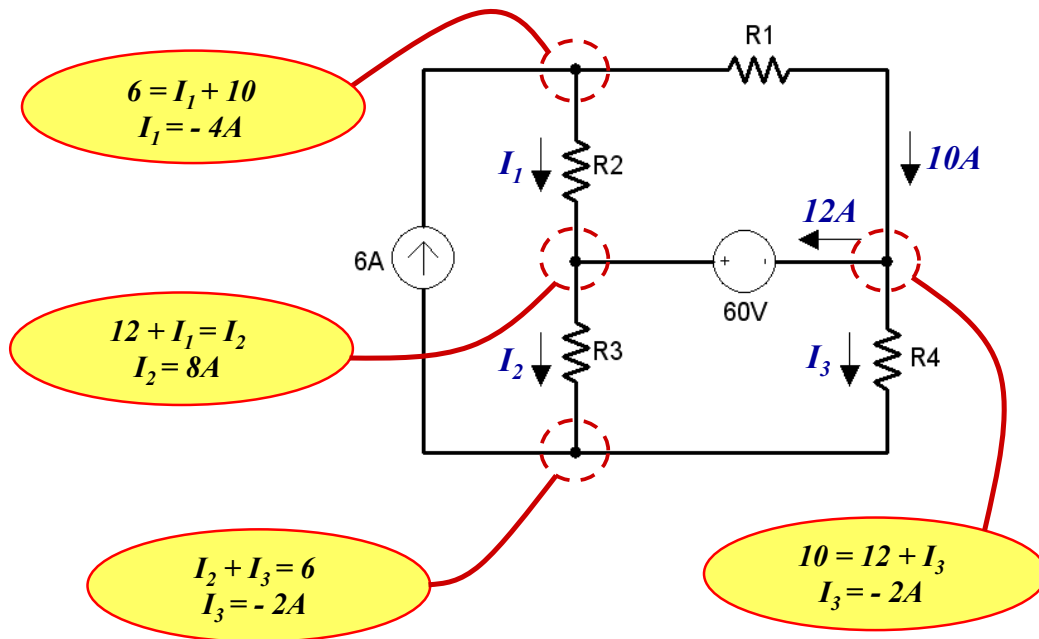 R1
6 = I₁ + 10
I₁ = - 4A
I₁
R2
10A
12A
6A
60V
12 + I₁ = I₂
I₂ = 8A
I₂
R3
I₃
R4
+
-
I₂ + I₃ = 6
I₃ = - 2A
10 = 12 + I₃
I₃ = - 2A